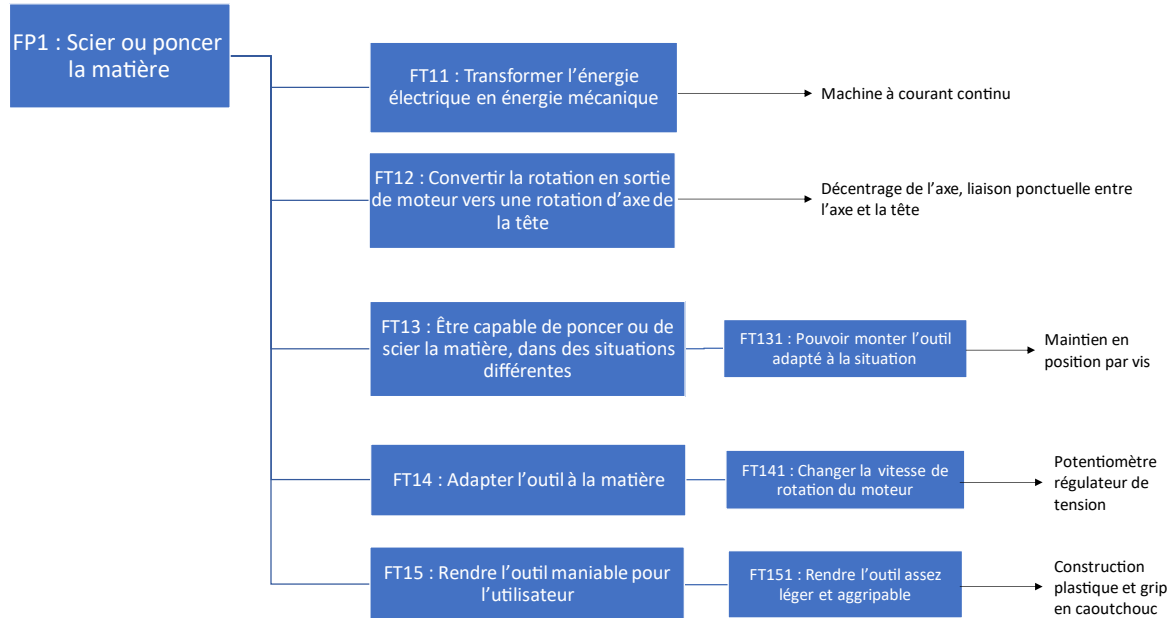 FP1 : Scier ou poncer
la matière
FT11 : Transformer l’énergie
électrique en énergie mécanique
Machine à courant continu
FT12 : Convertir la rotation en sortie
de moteur vers une rotation d’axe de
la tête
Décentrage de l’axe, liaison ponctuelle entre
l’axe et la tête
FT13 : Être capable de poncer ou de
scier la matière, dans des situations
différentes
FT131 : Pouvoir monter l’outil
adapté à la situation
Maintien en
position par vis
FT14 : Adapter l’outil à la matière
FT141 : Changer la vitesse de
rotation du moteur
Potentiomètre
régulateur de
tension
FT15 : Rendre l’outil maniable pour
l’utilisateur
FT151 : Rendre l’outil assez
léger et aggripable
Construction
plastique et grip
en caoutchouc